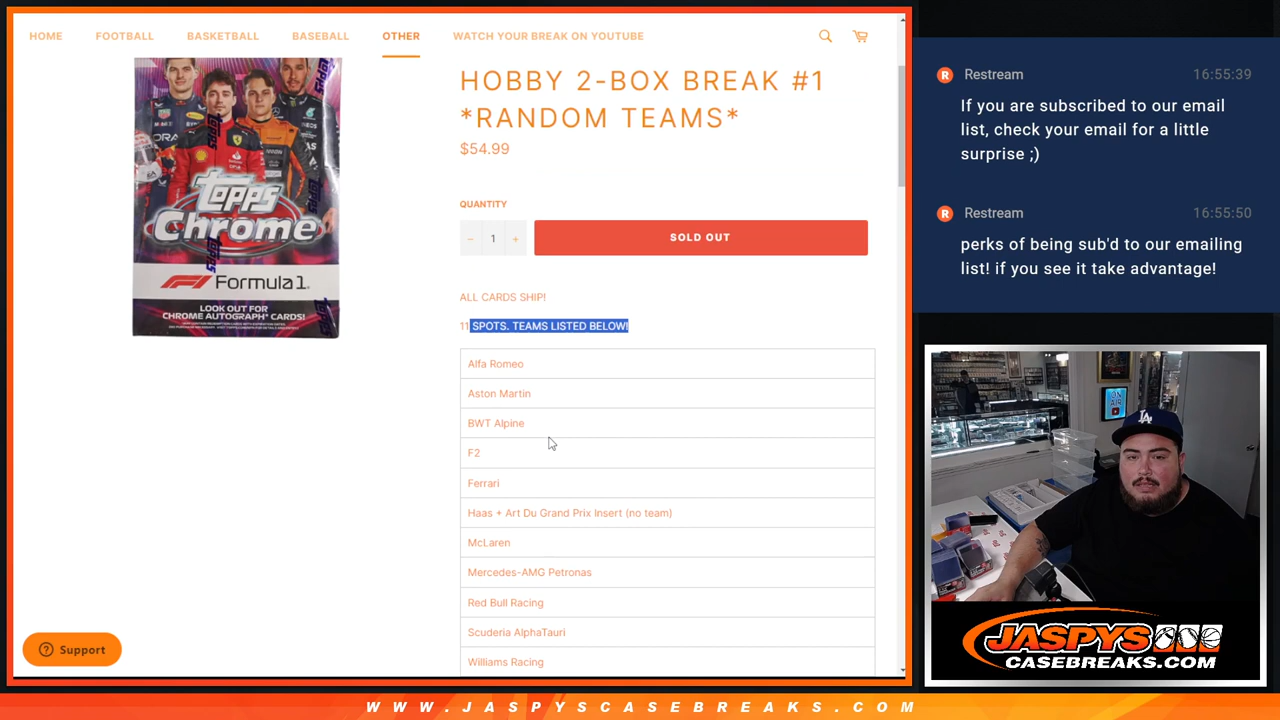 HOME FOOTBALL BASKETBALL BASEBALL OTHER WATCH YOUR BREAK ON YOUTUBE
HOBBY 2-BOX BREAK #1
*RANDOM TEAMS*
$54.99
QUANTITY
− 1 + SOLD OUT
ALL CARDS SHIP!
11 SPOTS. TEAMS LISTED BELOW!
Alfa Romeo
Aston Martin
BWT Alpine
F2
Ferrari
Haas + Art Du Grand Prix Insert (no team)
McLaren
Mercedes-AMG Petronas
Red Bull Racing
Scuderia AlphaTauri
Williams Racing
topps
Chrome
F1 Formula 1
LOOK OUT FOR
CHROME AUTOGRAPH CARDS!
Support
R Restream 16:55:39
If you are subscribed to our email
list, check your email for a little
surprise ;)
R Restream 16:55:50
perks of being sub'd to our emailing
list! if you see it take advantage!
ON
AIR
LA
JASPYS
CASEBREAKS.COM
WWW.JASPYSCASEBREAKS.COM